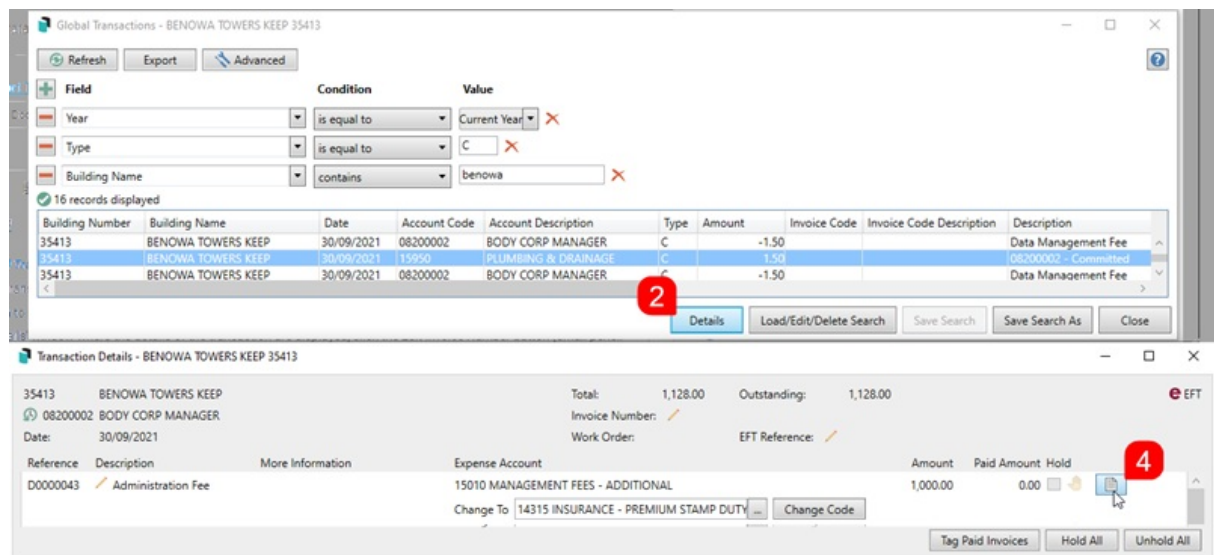 Global Transactions - BENOWA TOWERS KEEP 35413
Refresh Export Advanced
Field Condition Value
Year is equal to Current Year
Type is equal to C
Building Name contains benowa
16 records displayed
Building Number Building Name Date Account Code Account Description Type Amount Invoice Code Invoice Code Description Description
35413 BENOWA TOWERS KEEP 30/09/2021 08200002 BODY CORP MANAGER C -1.50 Data Management Fee
35413 BENOWA TOWERS KEEP 30/09/2021 15950 PLUMBING & DRAINAGE C 1.50 08200002 - Committed
35413 BENOWA TOWERS KEEP 30/09/2021 08200002 BODY CORP MANAGER C -1.50 Data Management Fee
2
Details Load/Edit/Delete Search Save Search Save Search As Close
Transaction Details - BENOWA TOWERS KEEP 35413
35413 BENOWA TOWERS KEEP Total: 1,128.00 Outstanding: 1,128.00 e EFT
08200002 BODY CORP MANAGER Invoice Number:
Date: 30/09/2021 Work Order: EFT Reference:
Reference Description More Information Expense Account Amount Paid Amount Hold 4
D0000043 Administration Fee 15010 MANAGEMENT FEES - ADDITIONAL 1,000.00 0.00
Change To 14315 INSURANCE - PREMIUM STAMP DUTY ... Change Code
Tag Paid Invoices Hold All Unhold All